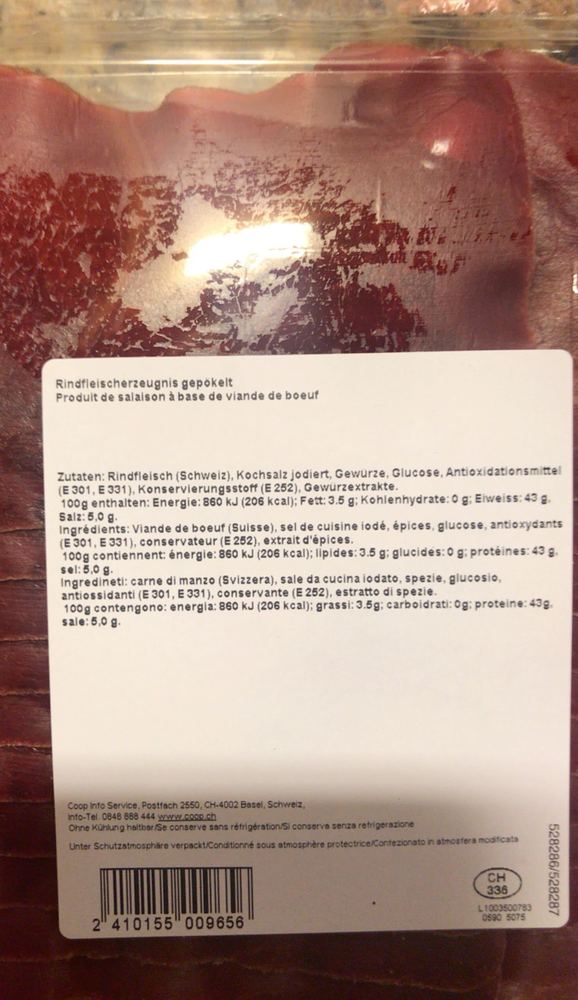 Rindfleischerzeugnis gepökelt
Produit de salaison à base de viande de boeuf
Zutaten: Rindfleisch (Schweiz), Kochsalz jodiert, Gewürze, Glucose, Antioxidationsmittel
(E 301, E 331), Konservierungsstoff (E 252), Gewürzextrakte.
100g enthalten: Energie: 860 kJ (206 kcal); Fett: 3.5 g; Kohlenhydrate: 0 g; Eiweiss: 43 g,
Salz: 5,0 g.
Ingrédients: Viande de boeuf (Suisse), sel de cuisine iodé, épices, glucose, antioxydants
(E 301, E 331), conservateur (E 252), extrait d'épices.
100g contiennent: énergie: 860 kJ (206 kcal); lipides: 3.5 g; glucides: 0 g; protéines: 43 g,
sel: 5,0 g.
Ingredineti: carne di manzo (Svizzera), sale da cucina iodato, spezie, glucosio,
antiossidanti (E 301, E 331), conservante (E 252), estratto di spezie.
100g contengono: energia: 860 kJ (206 kcal); grassi: 3.5g; carboidrati: 0g; proteine: 43g,
sale: 5,0 g.
Coop Info Service, Postfach 2550, CH-4002 Basel, Schweiz,
Info-Tel. 0848 888 444 www.coop.ch
Ohne Kühlung haltbar/Se conserve sans réfrigération/Si conserva senza refrigerazione
Unter Schutzatmosphäre verpackt/Conditionné sous atmosphère protectrice/Confezionato in atmosfera modificata
2 410155 009656
CH
336
L1003500783
0590 5075
528286/528287